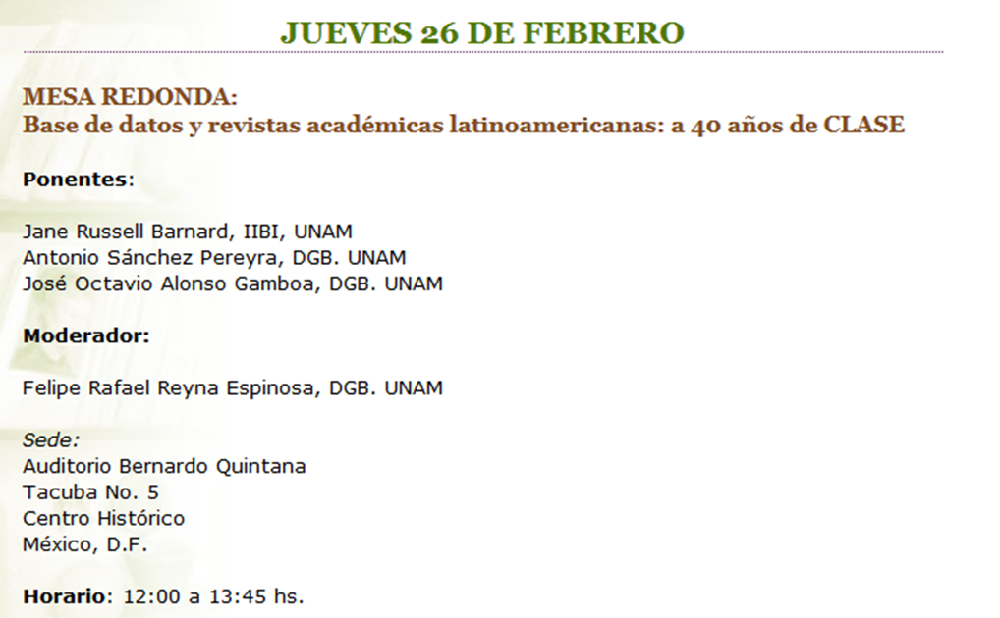 JUEVES 26 DE FEBRERO
MESA REDONDA:
Base de datos y revistas académicas latinoamericanas: a 40 años de CLASE
Ponentes:
Jane Russell Barnard, IIBI, UNAM
Antonio Sánchez Pereyra, DGB. UNAM
José Octavio Alonso Gamboa, DGB. UNAM
Moderador:
Felipe Rafael Reyna Espinosa, DGB. UNAM
Sede:
Auditorio Bernardo Quintana
Tacuba No. 5
Centro Histórico
México, D.F.
Horario: 12:00 a 13:45 hs.